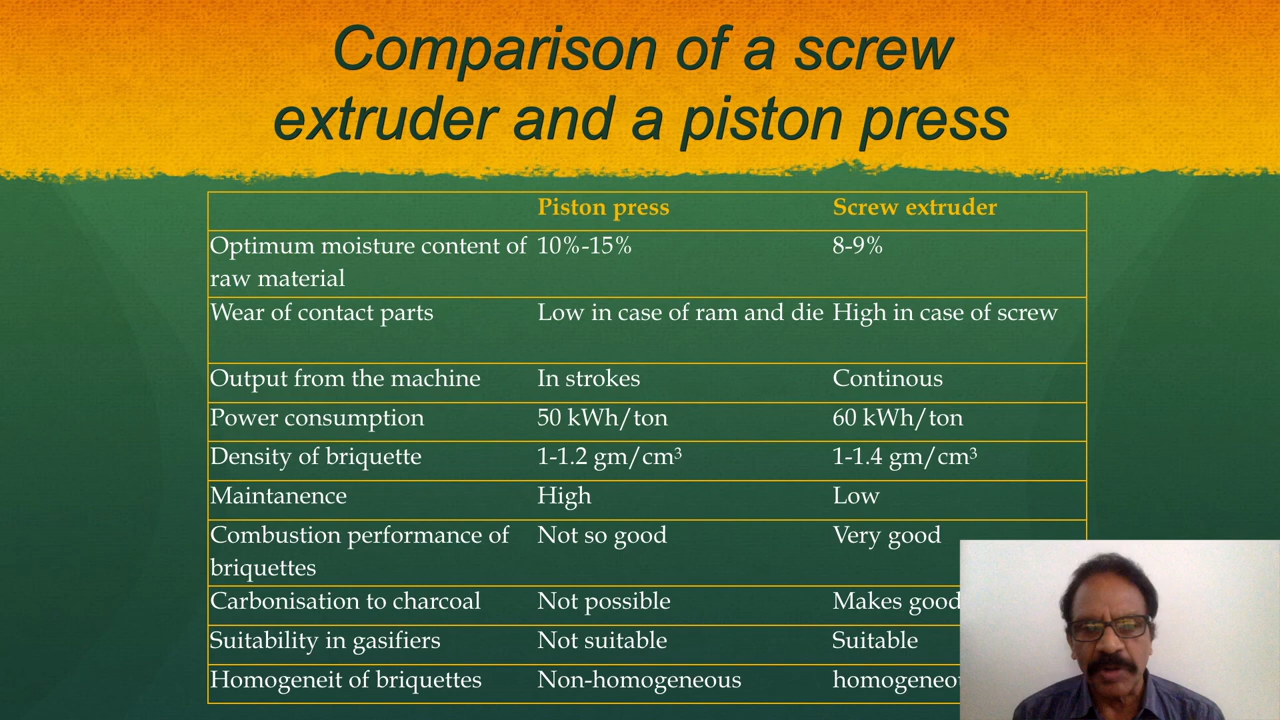 Comparison of a screw
extruder and a piston press
Piston press Screw extruder
Optimum moisture content of 10%-15% 8-9%
raw material
Wear of contact parts Low in case of ram and die High in case of screw
Output from the machine In strokes Continous
Power consumption 50 kWh/ton 60 kWh/ton
Density of briquette 1-1.2 gm/cm³ 1-1.4 gm/cm³
Maintanence High Low
Combustion performance of Not so good Very good
briquettes
Carbonisation to charcoal Not possible Makes good
Suitability in gasifiers Not suitable Suitable
Homogeneit of briquettes Non-homogeneous